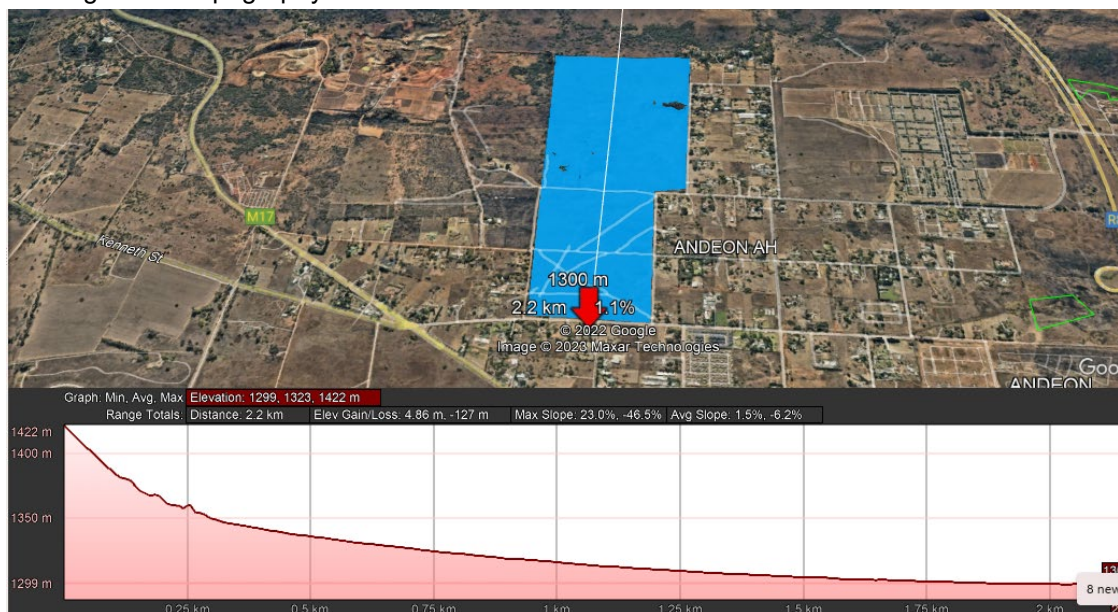 M17
Kenneth St
ANDEON AH
1300 m
2.2 km 1.1%
© 2022 Google
Image © 2023 Maxar Technologies
Goo
ANDEON
Graph: Min, Avg, Max Elevation: 1299, 1323, 1422 m
Range Totals: Distance: 2.2 km Elev Gain/Loss: 4.86 m, -127 m Max Slope: 23.0%, -46.5% Avg Slope: 1.5%, -6.2%
1422 m
1400 m
1350 m
1299 m
8 new
0.25 km 0.5 km 0.75 km 1 km 1.25 km 1.5 km 1.75 km 2 km